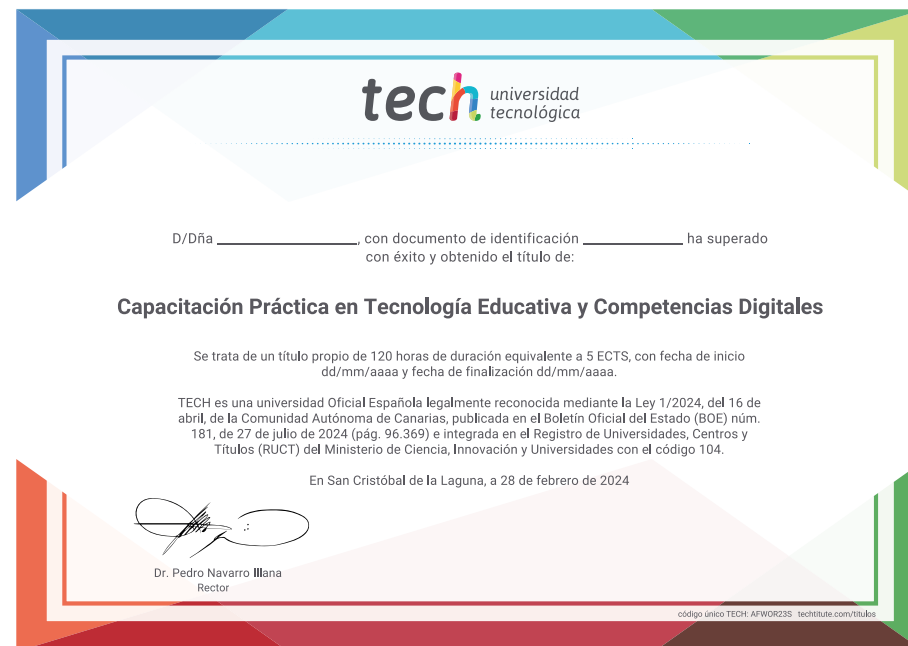 tech universidad
tecnológica
D/Dña ____________, con documento de identificación ____________ ha superado
con éxito y obtenido el título de:
Capacitación Práctica en Tecnología Educativa y Competencias Digitales
Se trata de un título propio de 120 horas de duración equivalente a 5 ECTS, con fecha de inicio
dd/mm/aaaa y fecha de finalización dd/mm/aaaa.
TECH es una universidad Oficial Española legalmente reconocida mediante la Ley 1/2024, del 16 de
abril, de la Comunidad Autónoma de Canarias, publicada en el Boletín Oficial del Estado (BOE) núm.
181, de 27 de julio de 2024 (pág. 96.369) e integrada en el Registro de Universidades, Centros y
Títulos (RUCT) del Ministerio de Ciencia, Innovación y Universidades con el código 104.
En San Cristóbal de la Laguna, a 28 de febrero de 2024
Dr. Pedro Navarro Illana
Rector
código único TECH: AFWOR23S techtitute.com/titulos